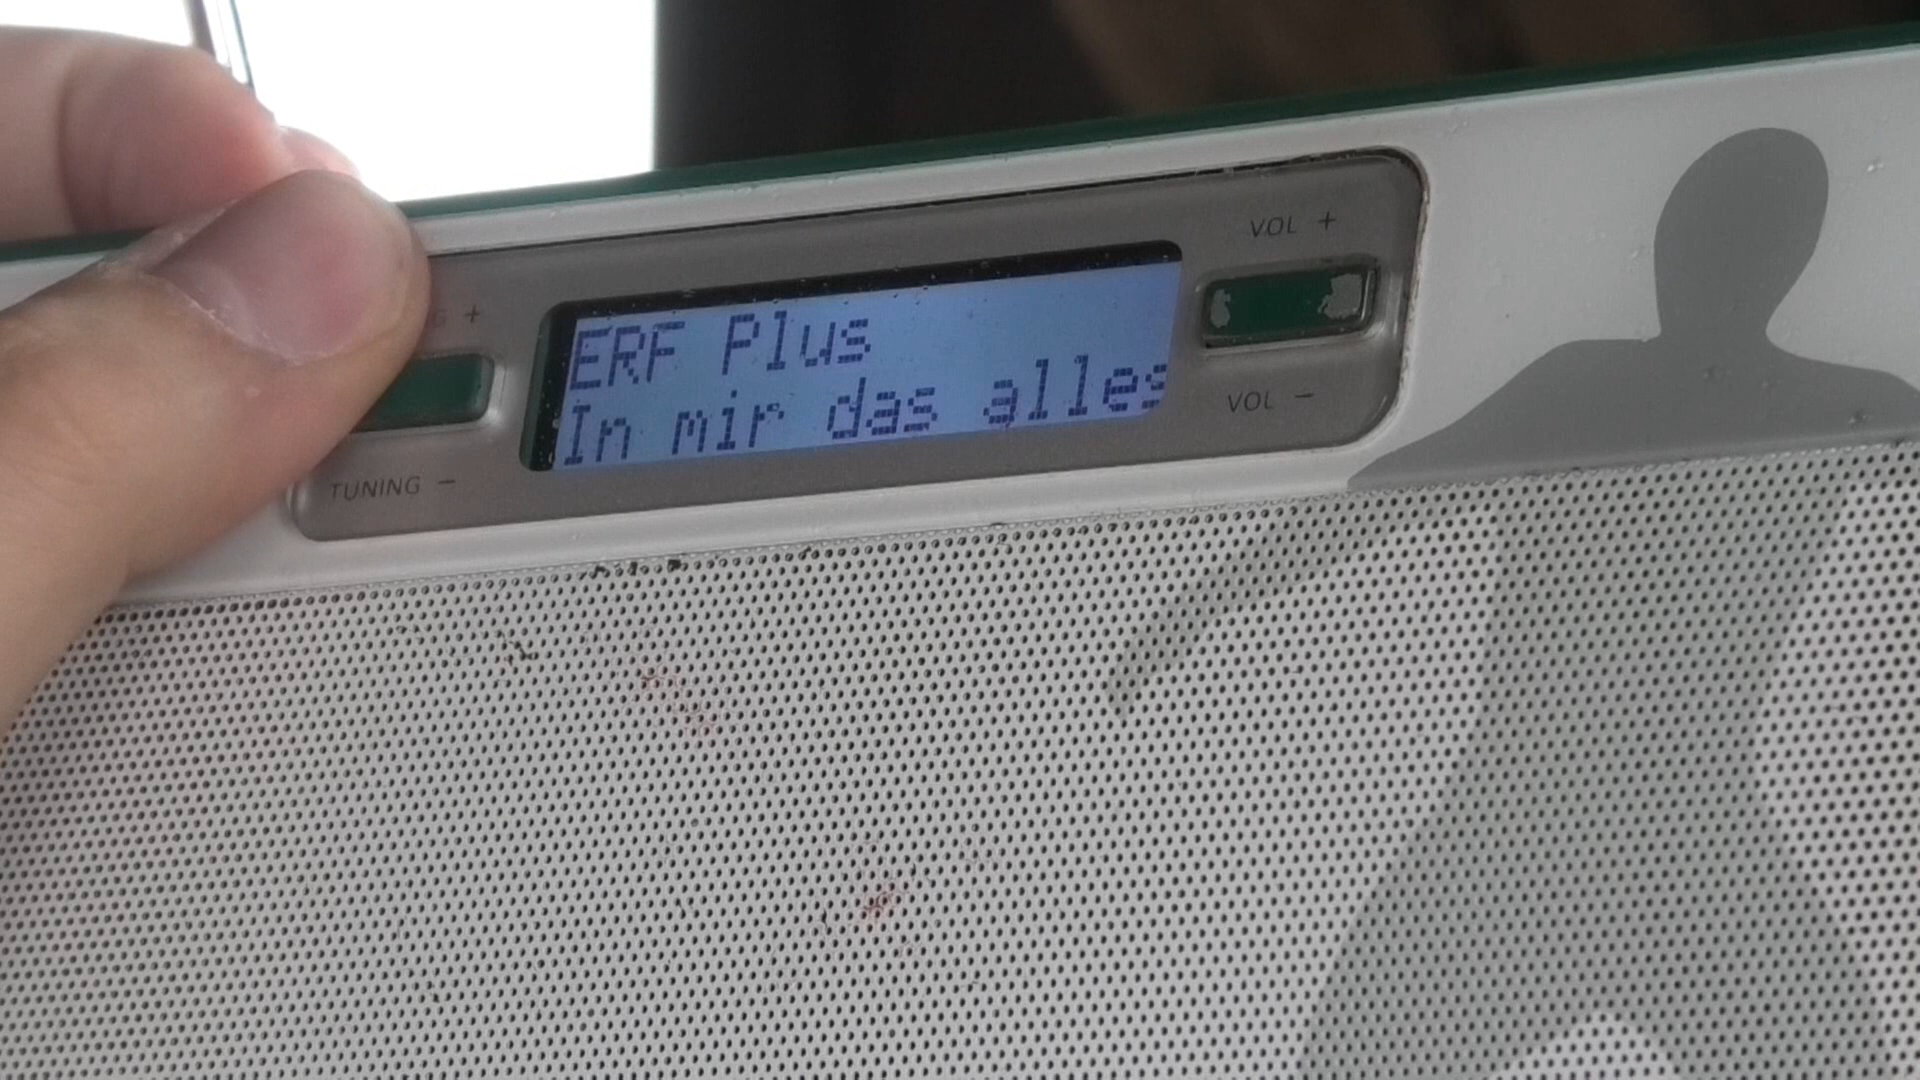 VOL +
ERF Plus
In mir das alles
VOL −
TUNING −